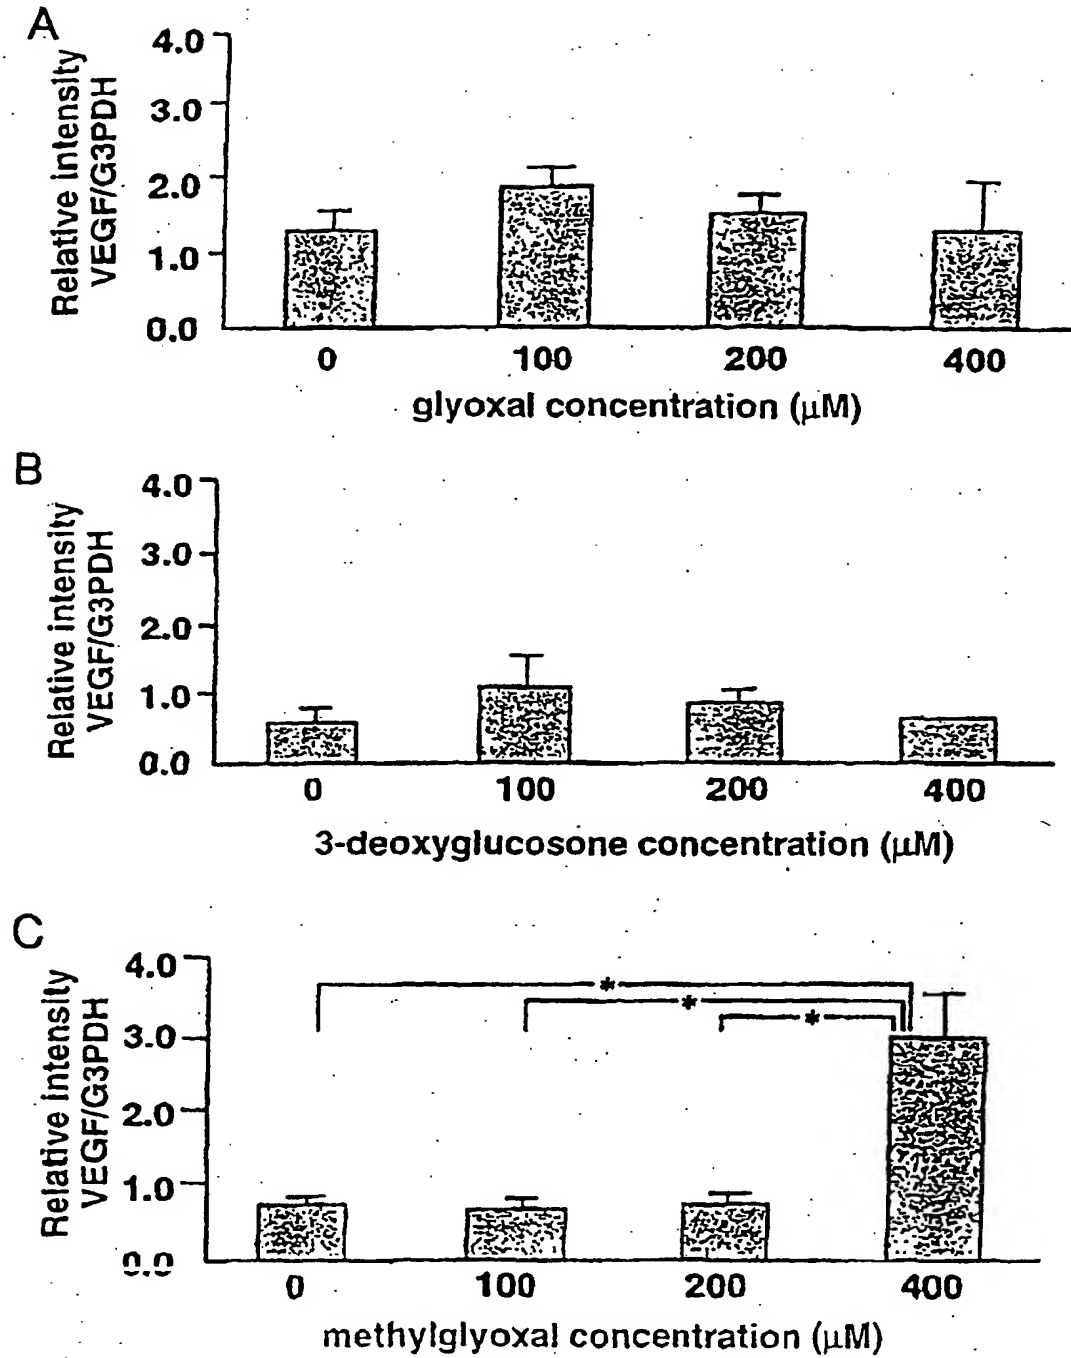 A
Relative intensity
VEGF/G3PDH
4.0
3.0
2.0
1.0
0.0
0 100 200 400
glyoxal concentration (μM)
B
Relative intensity
VEGF/G3PDH
4.0
3.0
2.0
1.0
0.0
0 100 200 400
3-deoxyglucosone concentration (μM)
C
Relative intensity
VEGF/G3PDH
4.0
* 
* 
* 
3.0
2.0
1.0
0.0
0 100 200 400
methylglyoxal concentration (μM)